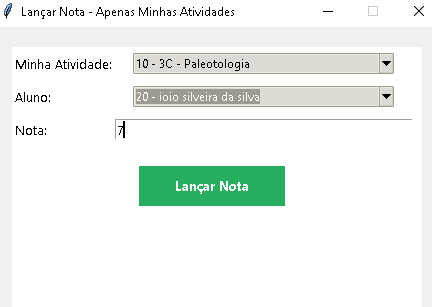 Lançar Nota - Apenas Minhas Atividades
Minha Atividade: 10 - 3C - Paleotologia
Aluno: 20 - ioio silveira da silva
Nota: 7
Lançar Nota